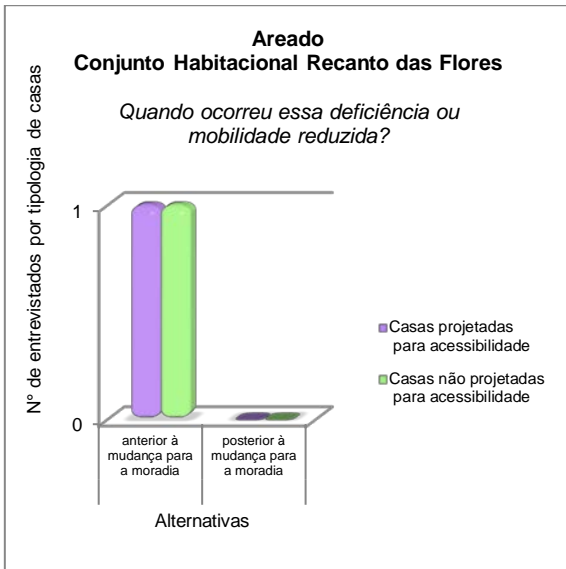 Areado
Conjunto Habitacional Recanto das Flores
Quando ocorreu essa deficiência ou
mobilidade reduzida?
N° de entrevistados por tipologia de casas
1
0
anterior à
mudança para
a moradia
posterior à
mudança para
a moradia
Alternativas
Casas projetadas
para acessibilidade
Casas não projetadas
para acessibilidade